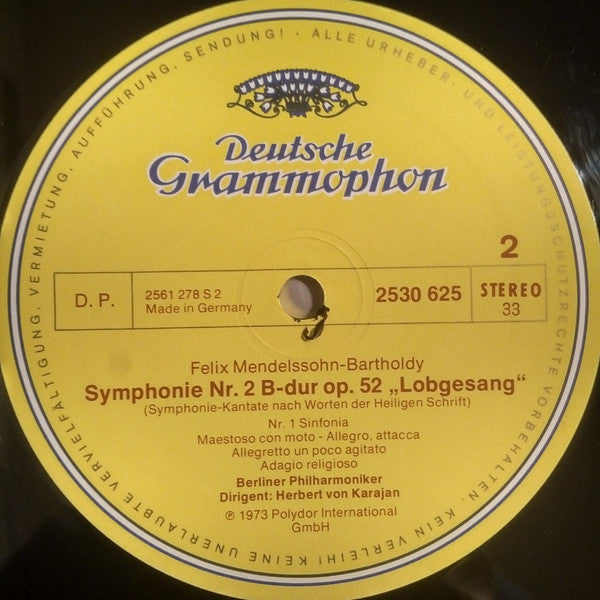 ALLE URHEBER- UND LEISTUNGSSCHUTZRECHTE VORBEHALTEN. KEIN VERLEIH! KEINE UNERLAUBTE VERVIELFÄLTIGUNG, VERMIETUNG, AUFFÜHRUNG, SENDUNG! ·
Deutsche
Grammophon
2
D. P.
2561 278 S 2
Made in Germany
2530 625
STEREO
33
Felix Mendelssohn-Bartholdy
Symphonie Nr. 2 B-dur op. 52 „Lobgesang“
(Symphonie-Kantate nach Worten der Heiligen Schrift)
Nr. 1 Sinfonia
Maestoso con moto - Allegro, attacca
Allegretto un poco agitato
Adagio religioso
Berliner Philharmoniker
Dirigent: Herbert von Karajan
℗ 1973 Polydor International
GmbH